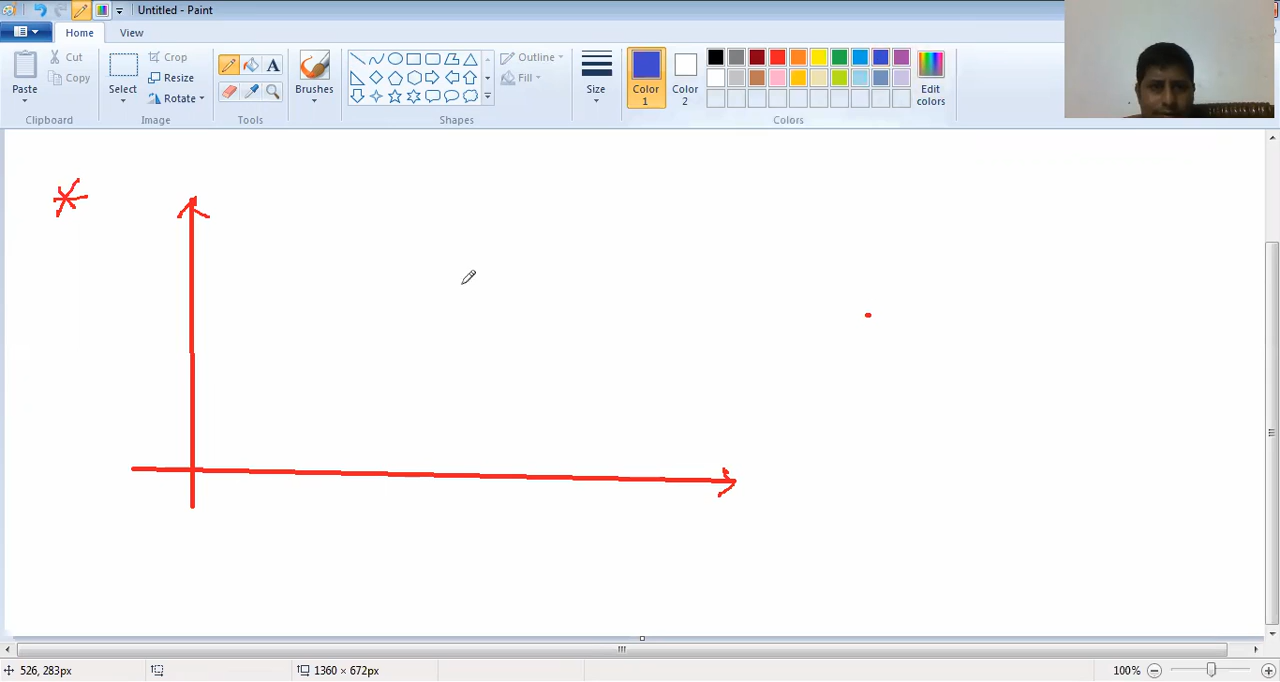 Untitled - Paint
Home View
Paste
Cut
Copy
Clipboard
Select
Crop
Resize
Rotate
Image
A
Tools
Brushes
Outline
Fill
Shapes
Size
Color 1
Color 2
Edit colors
Colors
*
526, 283px
1360 × 672px
100%